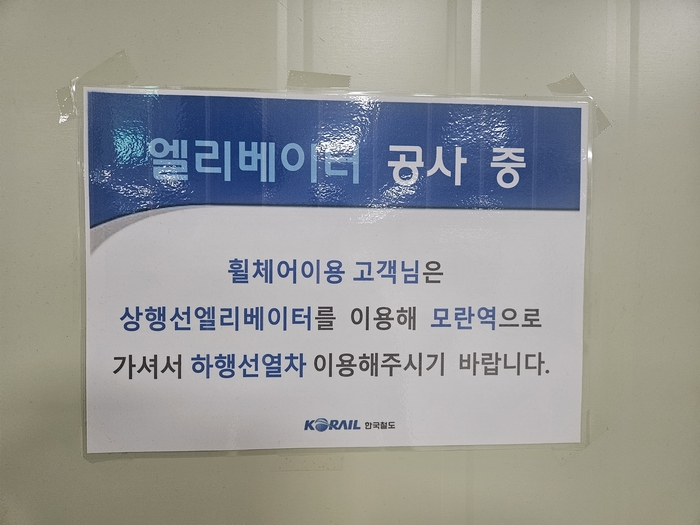 엘리베이터 공사 중
휠체어이용 고객님은
상행선엘리베이터를 이용해 모란역으로
가셔서 하행선열차 이용해주시기 바랍니다.
KORAIL 한국철도